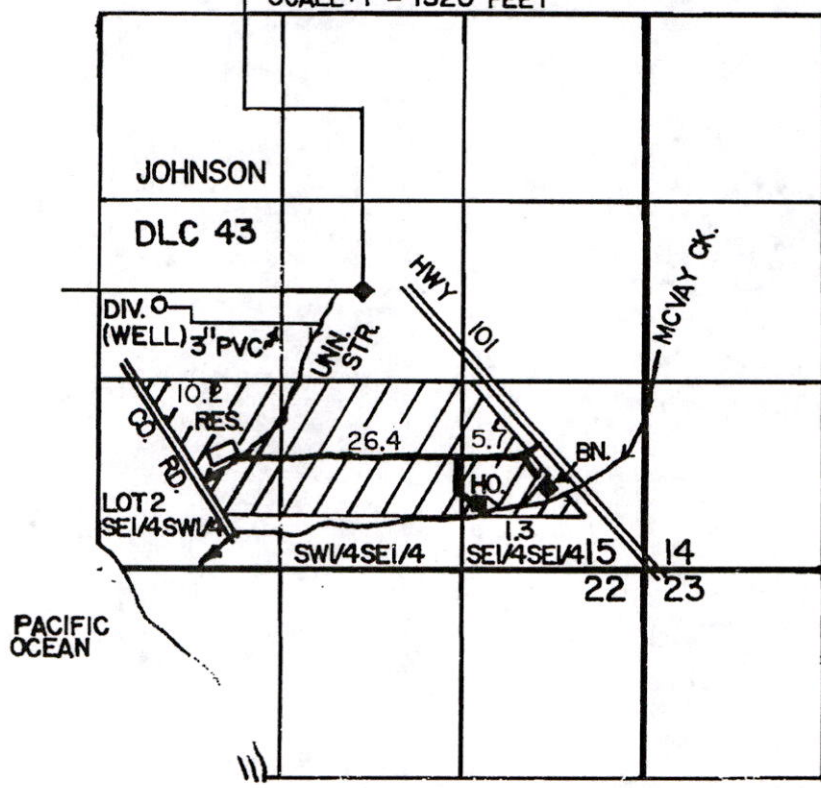 SCALE: 1" = 1320 FEET
JOHNSON
DLC 43
HWY 101
MCVAY CK.
DIV.
(WELL)
3" PVC
UNN.
STR.
10.2
RES.
26.4
5.7
BN.
CO. RD.
HO.
LOT 2
SE1/4SW1/4
1.3
SW1/4SE1/4
SE1/4SE1/4
15
14
22
23
PACIFIC
OCEAN